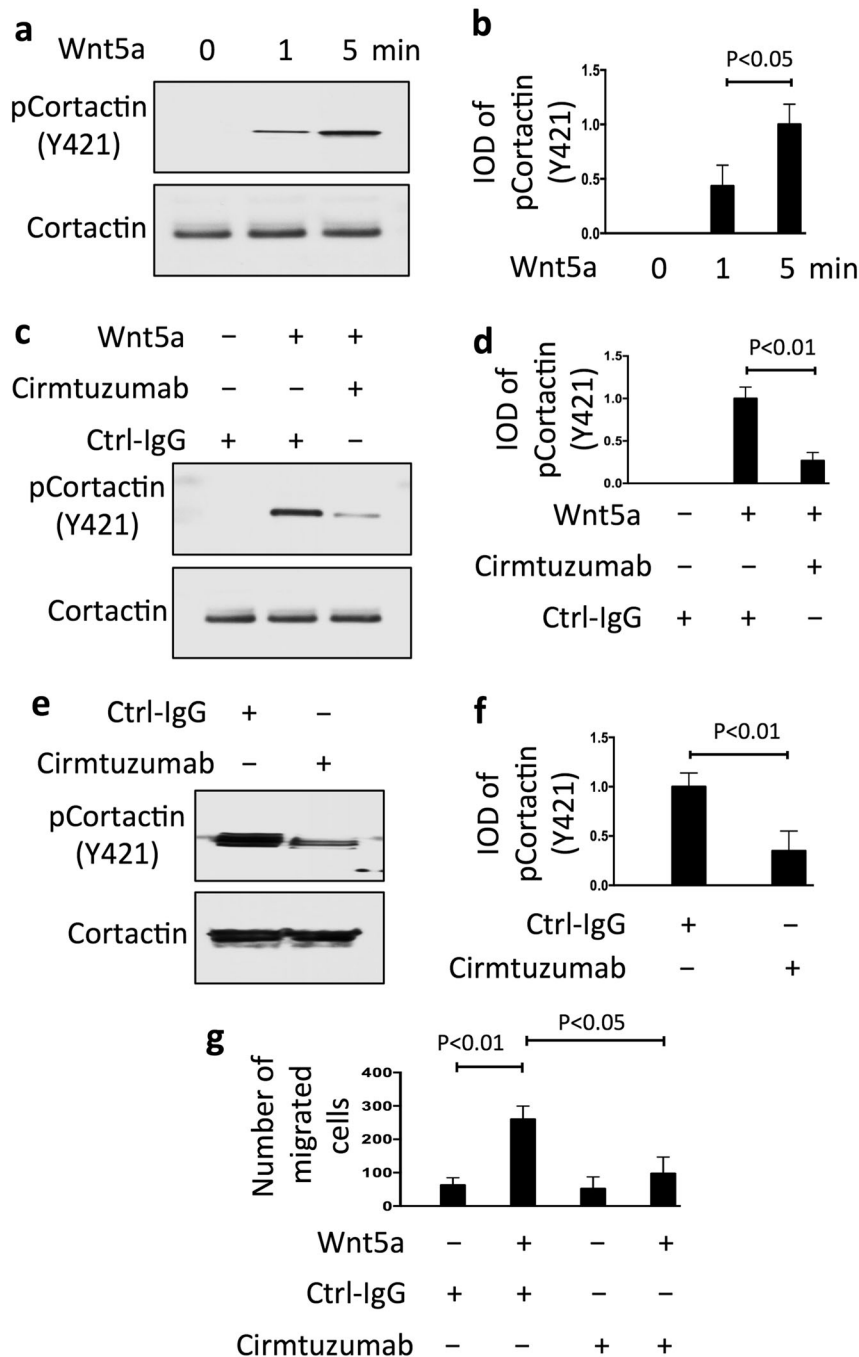 a
Wnt5a 0 1 5 min
pCortactin
(Y421)
Cortactin
b
P<0.05
IOD of
pCortactin
(Y421)
1.5
1.0
0.5
0.0
Wnt5a 0 1 5 min
c
Wnt5a – + +
Cirmtuzumab – – +
Ctrl-IgG + + –
pCortactin
(Y421)
Cortactin
d
P<0.01
IOD of
pCortactin
(Y421)
1.5
1.0
0.5
0.0
Wnt5a – + +
Cirmtuzumab – – +
Ctrl-IgG + + –
e
Ctrl-IgG + –
Cirmtuzumab – +
pCortactin
(Y421)
Cortactin
f
P<0.01
IOD of
pCortactin
(Y421)
1.5
1.0
0.5
0.0
Ctrl-IgG + –
Cirmtuzumab – +
g
P<0.01
P<0.05
Number of
migrated
cells
400
300
200
100
0
Wnt5a – + – +
Ctrl-IgG + + – –
Cirmtuzumab – – + +